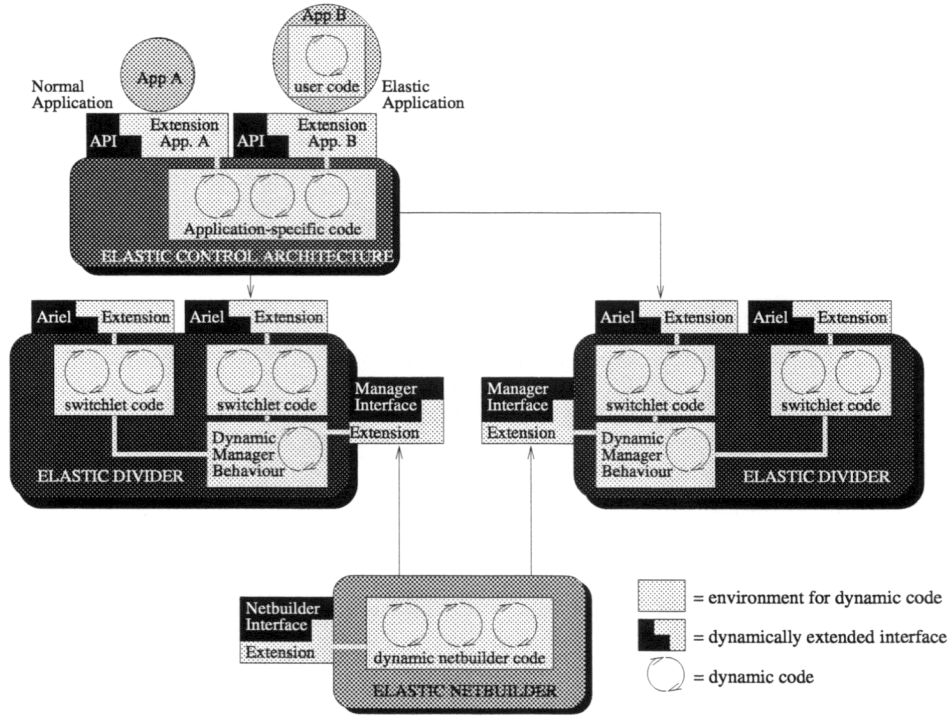 App B
App A
user code
Normal
Application
Elastic
Application
API
Extension
App. A
API
Extension
App. B
Application-specific code
ELASTIC CONTROL ARCHITECTURE
Ariel
Extension
Ariel
Extension
switchlet code
switchlet code
Manager
Interface
Extension
Dynamic
Manager
Behaviour
ELASTIC DIVIDER
Ariel
Extension
Ariel
Extension
Manager
Interface
Extension
switchlet code
switchlet code
Dynamic
Manager
Behaviour
ELASTIC DIVIDER
Netbuilder
Interface
Extension
dynamic netbuilder code
ELASTIC NETBUILDER
= environment for dynamic code
= dynamically extended interface
= dynamic code